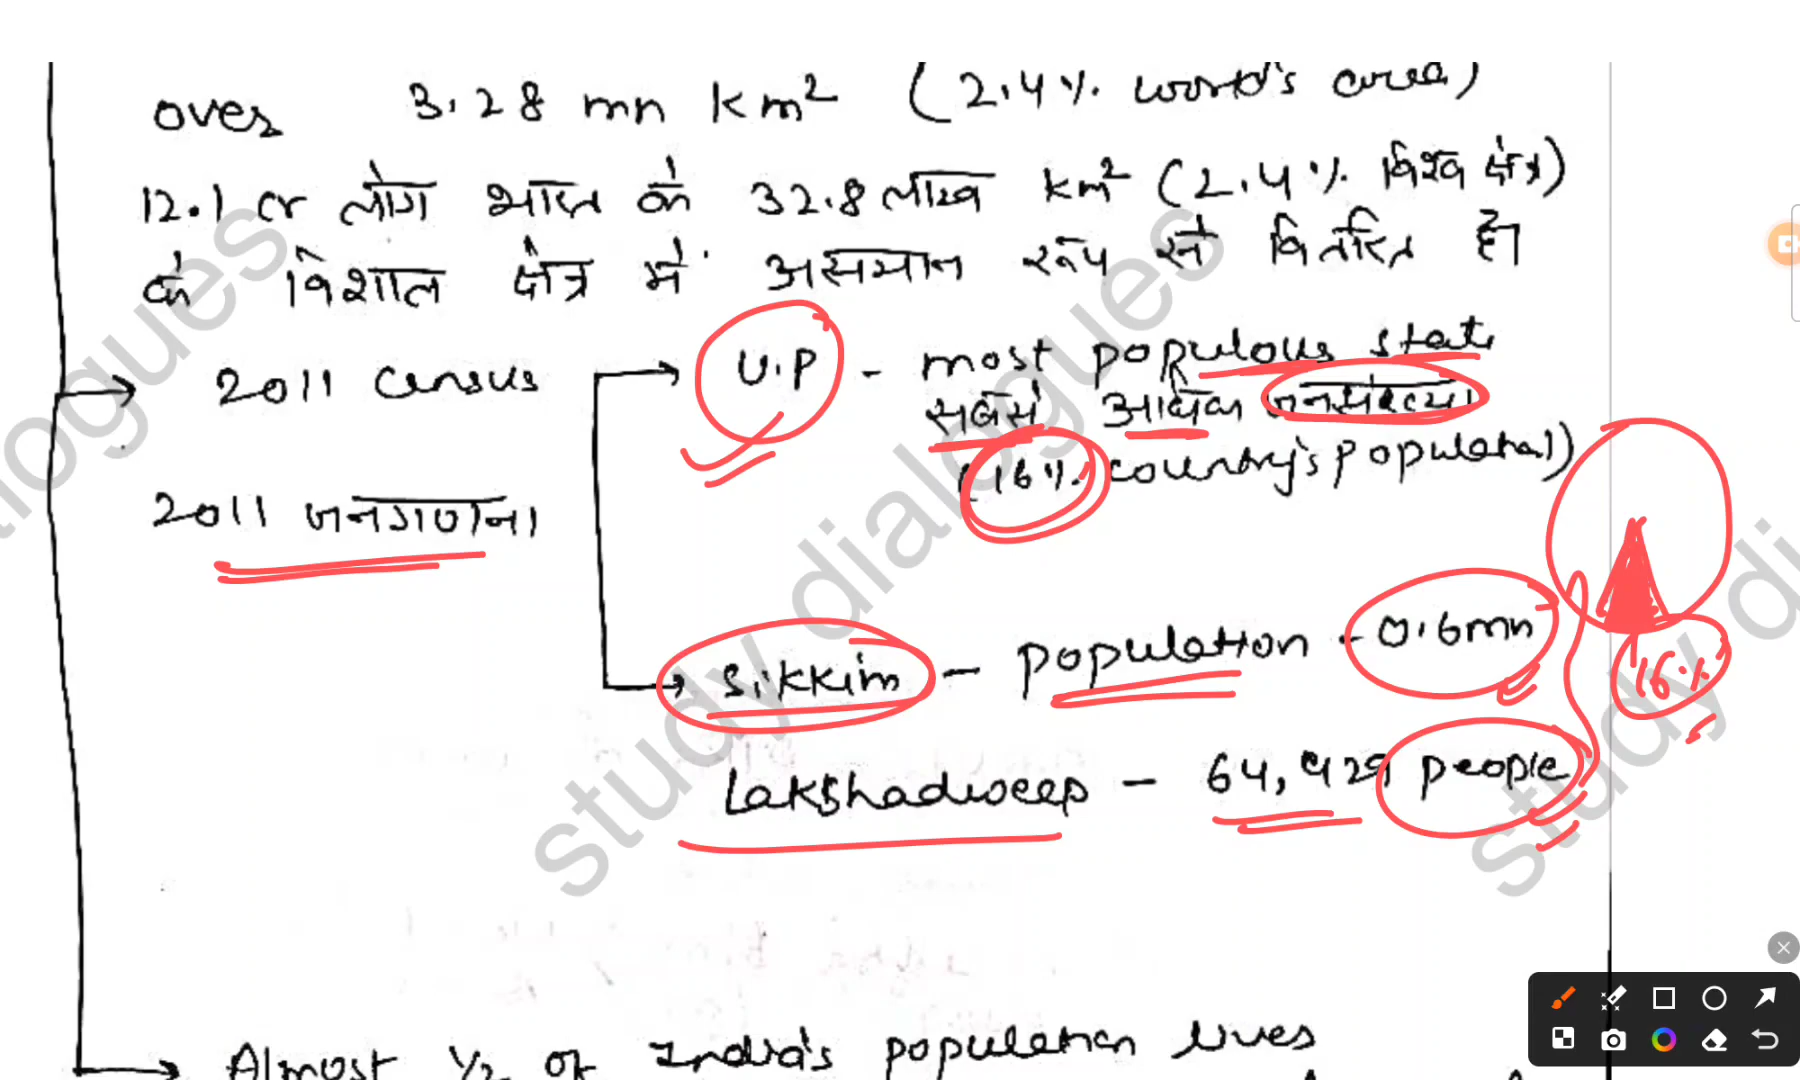 over 3.28 mn km² (2.4% world's area)
12.1 cr लोग भारत के 32.8 लाख km² (2.4% विश्व क्षेत्र)
के विशाल क्षेत्र में असमान रूप से वितरित है।
2011 census
U.P - most populous state
सबसे अधिक जनसंख्या
(16% country's population)
2011 जनगणना
Sikkim - population - 0.6mn
16%
Lakshadweep - 64,429 people
Almost 1/2 of India's population lives
study dialogues